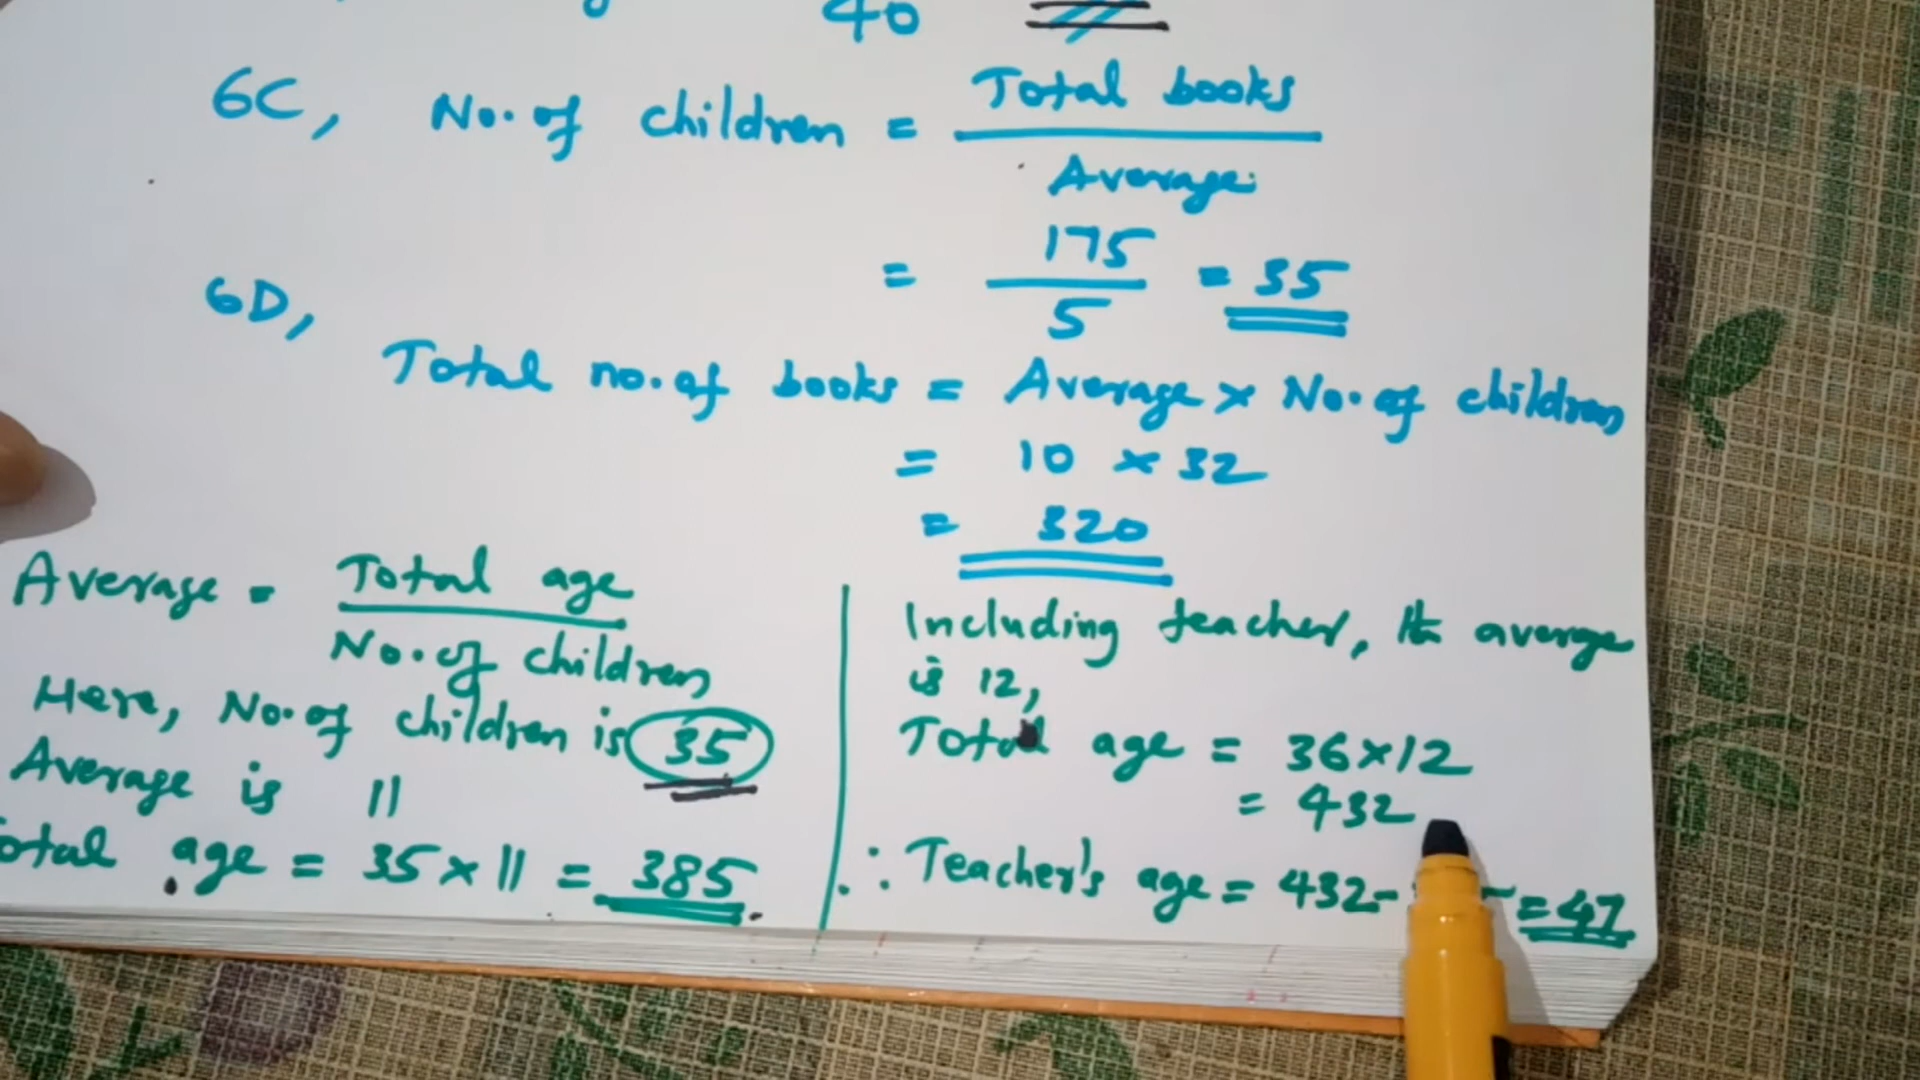 40
6C, No. of children = Total books
Average
= 175 = 35
5
6D,
Total no. of books = Average × No. of children
= 10 × 32
= 320
Average = Total age
No. of children
Here, No. of children is 35
Average is 11
otal age = 35 × 11 = 385
Including teacher, average
is 12,
Total age = 36×12
= 432
∴ Teacher's age = 432- = 47